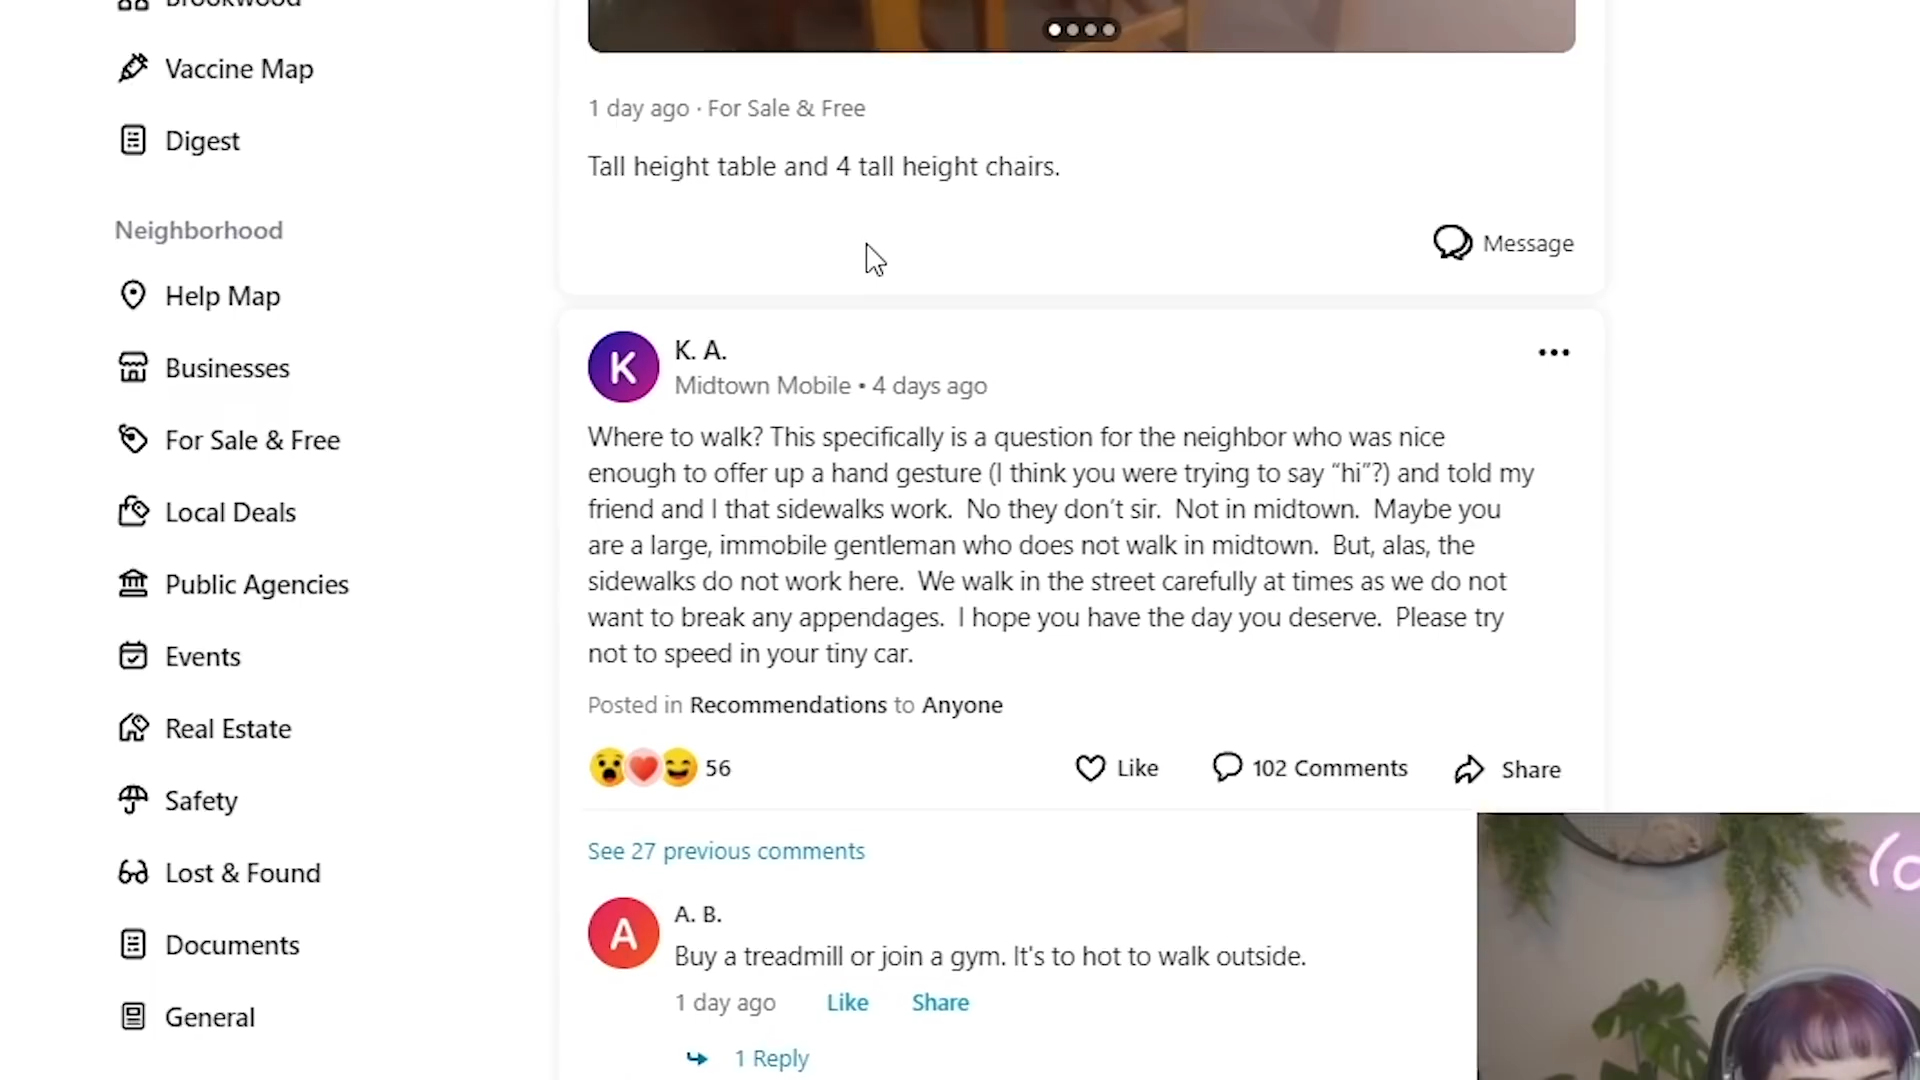 Brookwood
Vaccine Map
Digest
Neighborhood
Help Map
Businesses
For Sale & Free
Local Deals
Public Agencies
Events
Real Estate
Safety
Lost & Found
Documents
General
1 day ago · For Sale & Free
Tall height table and 4 tall height chairs.
Message
K
K. A.
Midtown Mobile • 4 days ago
Where to walk? This specifically is a question for the neighbor who was nice
enough to offer up a hand gesture (I think you were trying to say “hi”?) and told my
friend and I that sidewalks work.  No they don’t sir.  Not in midtown.  Maybe you
are a large, immobile gentleman who does not walk in midtown.  But, alas, the
sidewalks do not work here.  We walk in the street carefully at times as we do not
want to break any appendages.  I hope you have the day you deserve.  Please try
not to speed in your tiny car.
Posted in Recommendations to Anyone
56 Like 102 Comments Share
See 27 previous comments
A
A. B.
Buy a treadmill or join a gym. It's to hot to walk outside.
1 day ago Like Share
1 Reply